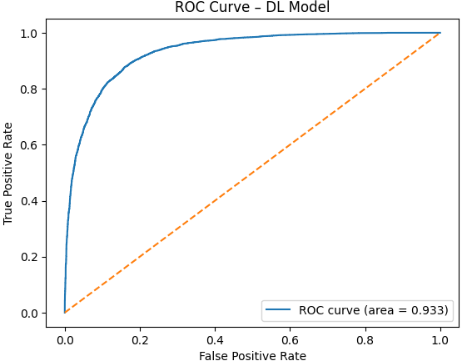 ROC Curve – DL Model
True Positive Rate
1.0
0.8
0.6
0.4
0.2
0.0
ROC curve (area = 0.933)
0.0 0.2 0.4 0.6 0.8 1.0
False Positive Rate